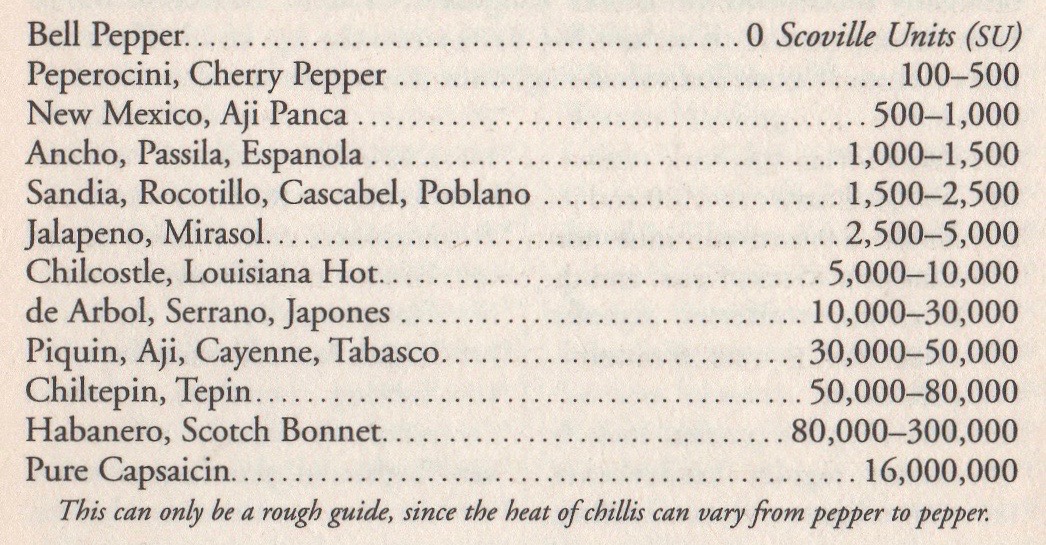 Bell Pepper.......................................................0 Scoville Units (SU)
Peperocini, Cherry Pepper ................................................100–500
New Mexico, Aji Panca ...................................................500–1,000
Ancho, Passila, Espanola ................................................1,000–1,500
Sandia, Rocotillo, Cascabel, Poblano ..............................1,500–2,500
Jalapeno, Mirasol.........................................................2,500–5,000
Chilcostle, Louisiana Hot...............................................5,000–10,000
de Arbol, Serrano, Japones ............................................10,000–30,000
Piquin, Aji, Cayenne, Tabasco........................................30,000–50,000
Chiltepin, Tepin.........................................................50,000–80,000
Habanero, Scotch Bonnet............................................80,000–300,000
Pure Capsaicin............................................................16,000,000
This can only be a rough guide, since the heat of chillis can vary from pepper to pepper.